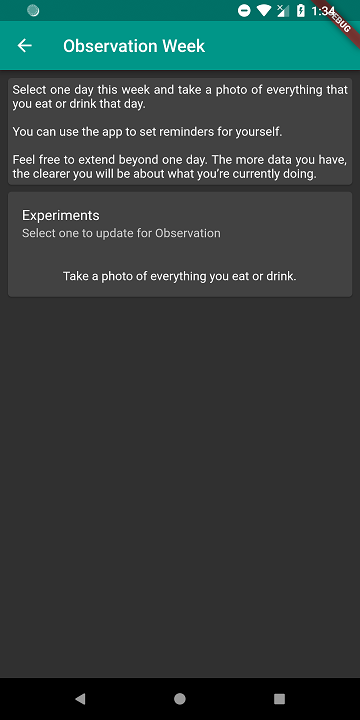 1:34
DEBUG
Observation Week
Select one day this week and take a photo of everything that
you eat or drink that day.
You can use the app to set reminders for yourself.
Feel free to extend beyond one day. The more data you have,
the clearer you will be about what you’re currently doing.
Experiments
Select one to update for Observation
Take a photo of everything you eat or drink.